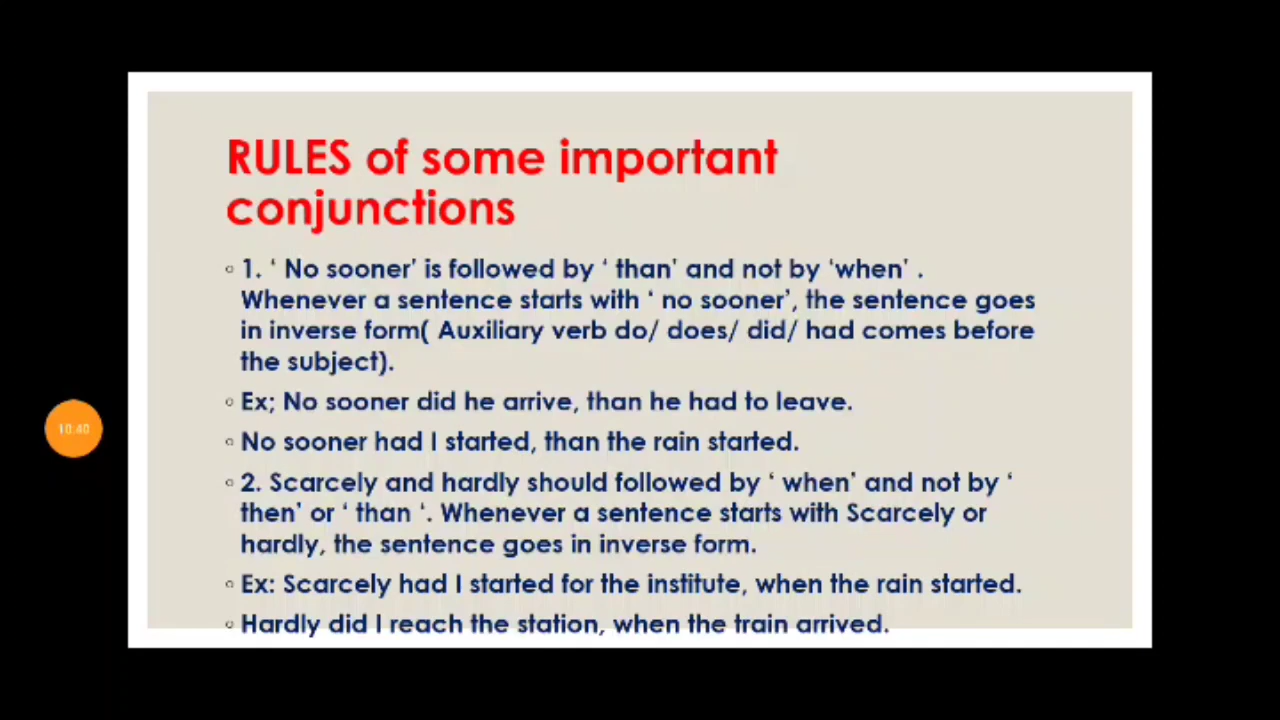 RULES of some important
conjunctions
◦ 1. ‘ No sooner’ is followed by ‘ than’ and not by ‘when’ .
Whenever a sentence starts with ‘ no sooner’, the sentence goes
in inverse form( Auxiliary verb do/ does/ did/ had comes before
the subject).
◦ Ex; No sooner did he arrive, than he had to leave.
◦ No sooner had I started, than the rain started.
10:40
◦ 2. Scarcely and hardly should followed by ‘ when’ and not by ‘
then’ or ‘ than ‘. Whenever a sentence starts with Scarcely or
hardly, the sentence goes in inverse form.
◦ Ex: Scarcely had I started for the institute, when the rain started.
◦ Hardly did I reach the station, when the train arrived.